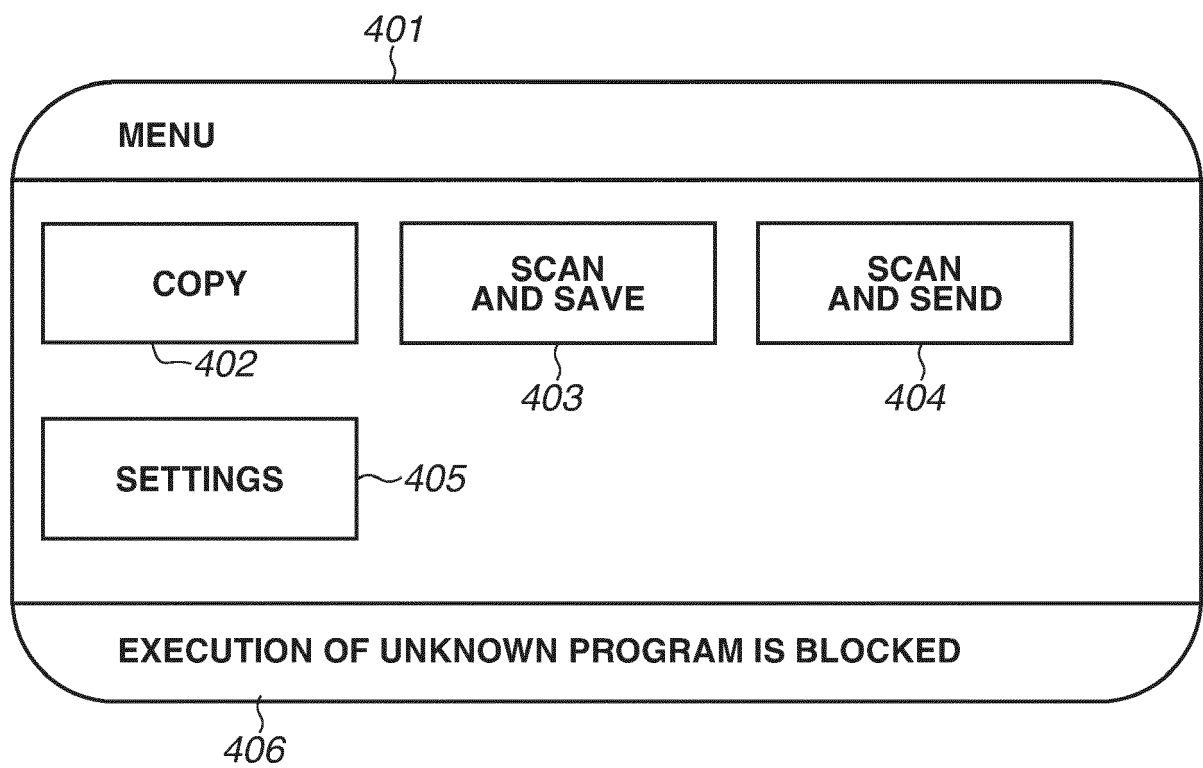 401
MENU
COPY
402
SCAN
AND SAVE
403
SCAN
AND SEND
404
SETTINGS
405
EXECUTION OF UNKNOWN PROGRAM IS BLOCKED
406